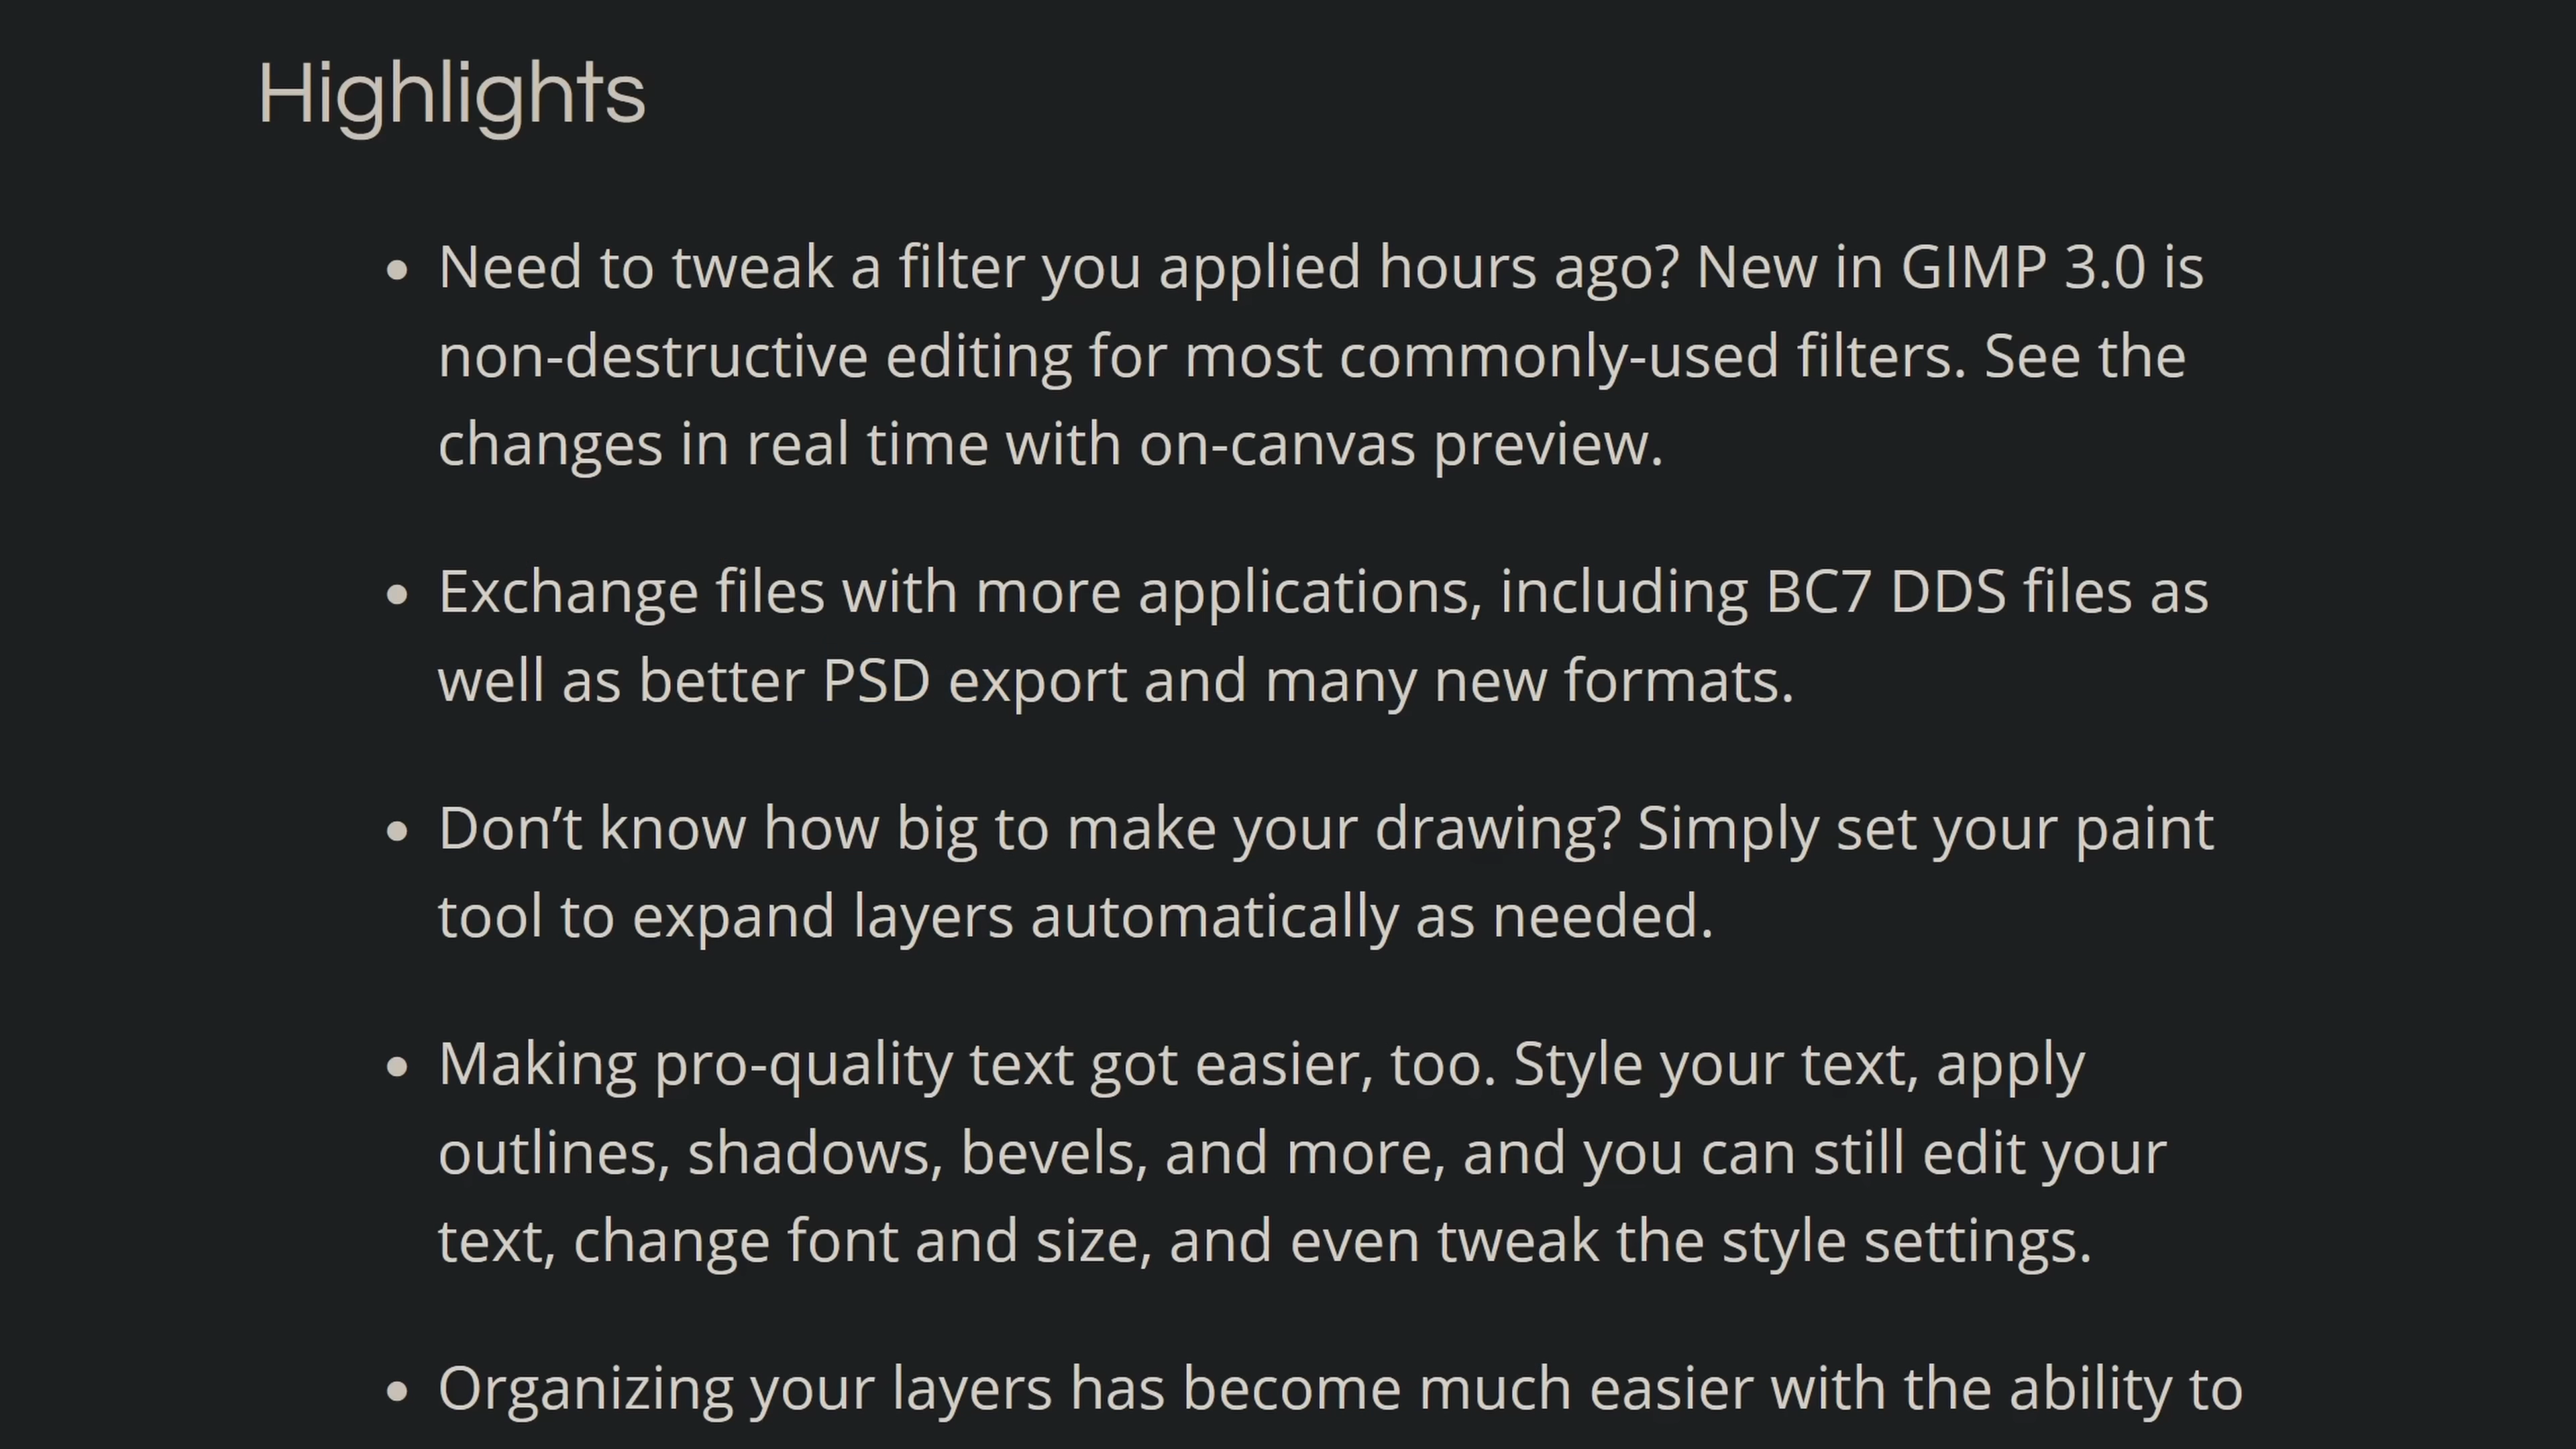 Highlights
• Need to tweak a filter you applied hours ago? New in GIMP 3.0 is
non-destructive editing for most commonly-used filters. See the
changes in real time with on-canvas preview.
• Exchange files with more applications, including BC7 DDS files as
well as better PSD export and many new formats.
• Don’t know how big to make your drawing? Simply set your paint
tool to expand layers automatically as needed.
• Making pro-quality text got easier, too. Style your text, apply
outlines, shadows, bevels, and more, and you can still edit your
text, change font and size, and even tweak the style settings.
• Organizing your layers has become much easier with the ability to